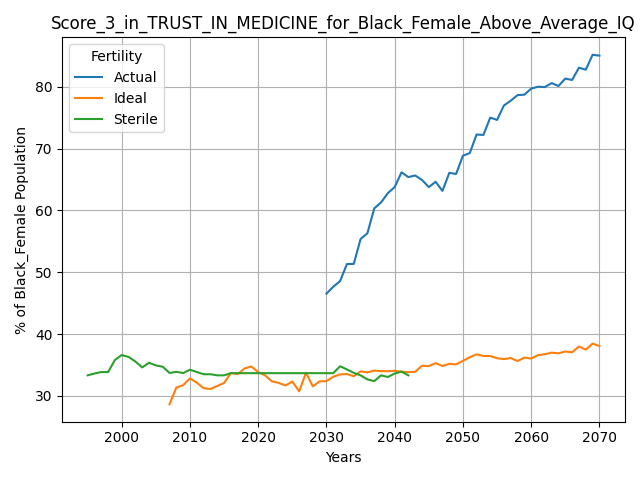 Score_3_in_TRUST_IN_MEDICINE_for_Black_Female_Above_Average_IQ
Fertility
Actual
Ideal
Sterile
% of Black_Female Population
80
70
60
50
40
30
2000 2010 2020 2030 2040 2050 2060 2070
Years